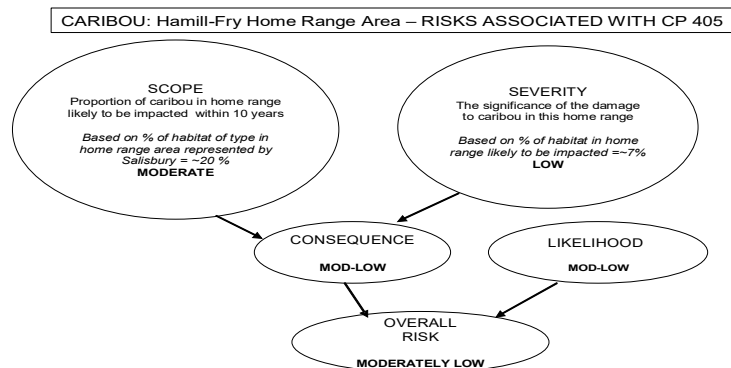 CARIBOU: Hamill-Fry Home Range Area – RISKS ASSOCIATED WITH CP 405
SCOPE
Proportion of caribou in home range
likely to be impacted within 10 years
Based on % of habitat of type in
home range area represented by
Salisbury = ~20 %
MODERATE
SEVERITY
The significance of the damage
to caribou in this home range
Based on % of habitat in home
range likely to be impacted =~7%
LOW
CONSEQUENCE
MOD-LOW
LIKELIHOOD
MOD-LOW
OVERALL
RISK
MODERATELY LOW